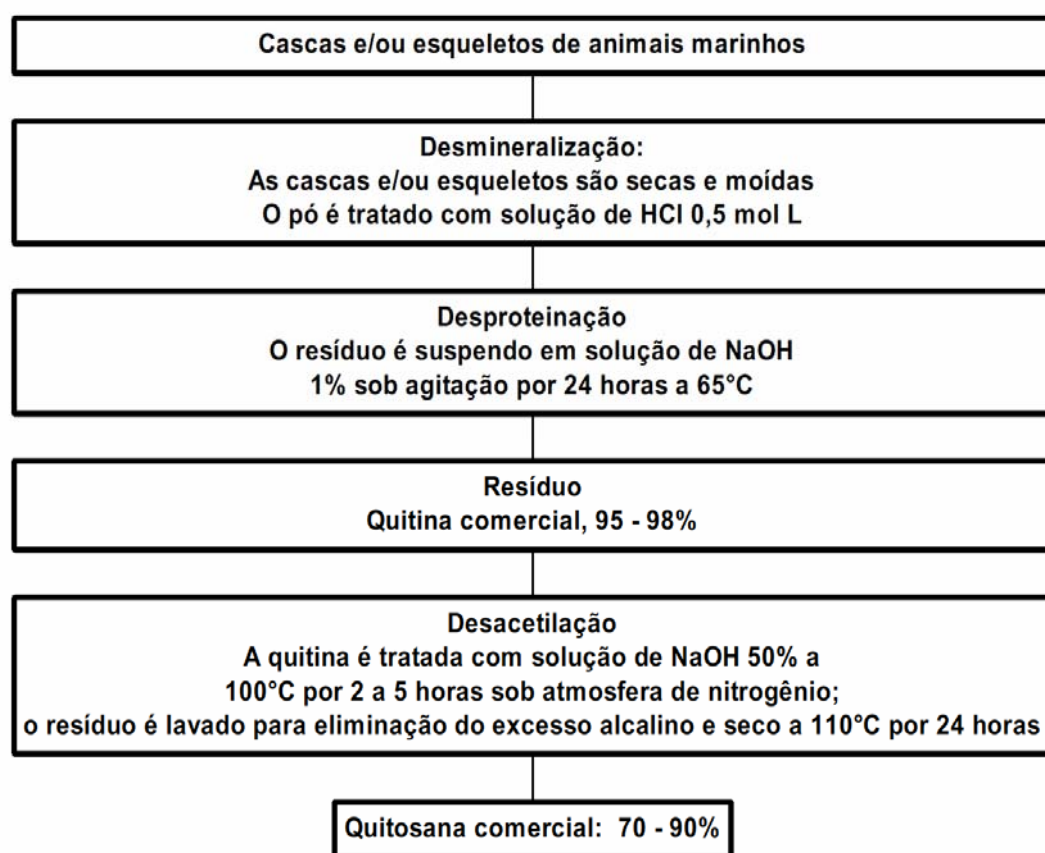 Cascas e/ou esqueletos de animais marinhos
Desmineralização:
As cascas e/ou esqueletos são secas e moídas
O pó é tratado com solução de HCl 0,5 mol L
Desproteinação
O resíduo é suspendo em solução de NaOH
1% sob agitação por 24 horas a 65°C
Resíduo
Quitina comercial, 95 - 98%
Desacetilação
A quitina é tratada com solução de NaOH 50% a
100°C por 2 a 5 horas sob atmosfera de nitrogênio;
o resíduo é lavado para eliminação do excesso alcalino e seco a 110°C por 24 horas
Quitosana comercial: 70 - 90%